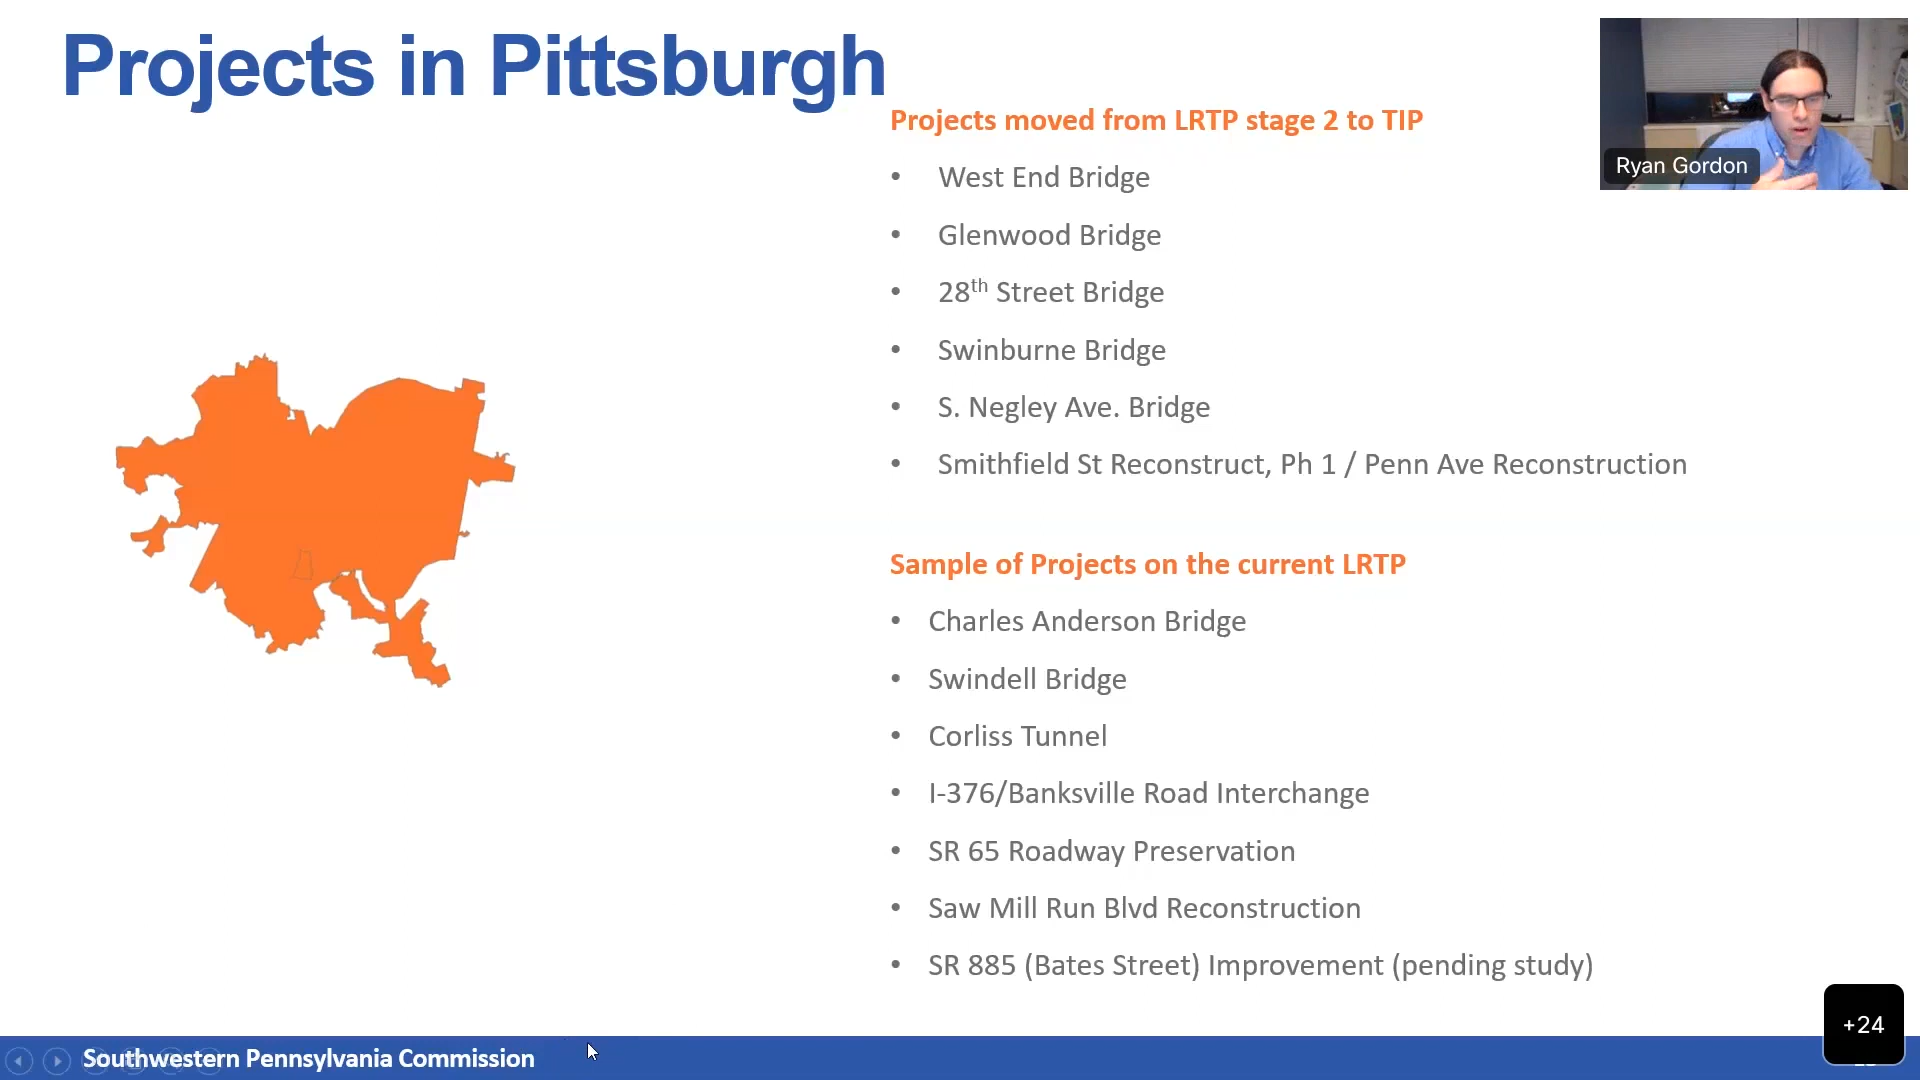 Projects in Pittsburgh
Ryan Gordon
Projects moved from LRTP stage 2 to TIP
• West End Bridge
• Glenwood Bridge
• 28th Street Bridge
• Swinburne Bridge
• S. Negley Ave. Bridge
• Smithfield St Reconstruct, Ph 1 / Penn Ave Reconstruction
Sample of Projects on the current LRTP
• Charles Anderson Bridge
• Swindell Bridge
• Corliss Tunnel
• I-376/Banksville Road Interchange
• SR 65 Roadway Preservation
• Saw Mill Run Blvd Reconstruction
• SR 885 (Bates Street) Improvement (pending study)
+24
Southwestern Pennsylvania Commission